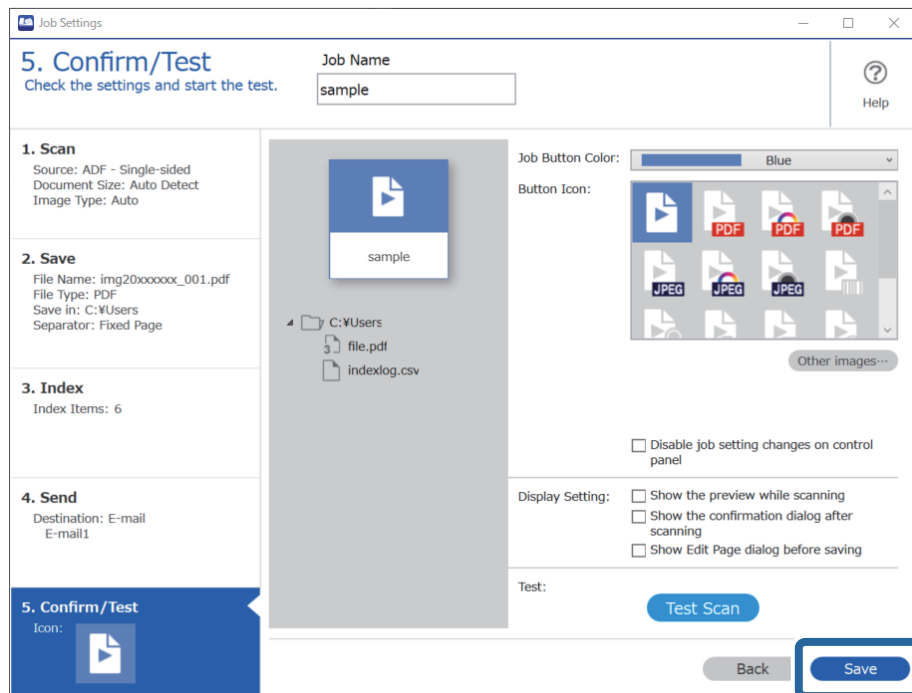 Job Settings
5. Confirm/Test
Check the settings and start the test.
Job Name
sample
Help
1. Scan
Source: ADF - Single-sided
Document Size: Auto Detect
Image Type: Auto
2. Save
File Name: img20xxxxxx_001.pdf
File Type: PDF
Save in: C:¥Users
Separator: Fixed Page
3. Index
Index Items: 6
4. Send
Destination: E-mail
E-mail1
5. Confirm/Test
Icon:
sample
C:¥Users
3 file.pdf
indexlog.csv
Job Button Color: Blue
Button Icon:
PDF PDF PDF
JPEG JPEG JPEG
Other images···
Disable job setting changes on control
panel
Display Setting: Show the preview while scanning
Show the confirmation dialog after
scanning
Show Edit Page dialog before saving
Test:
Test Scan
Back Save